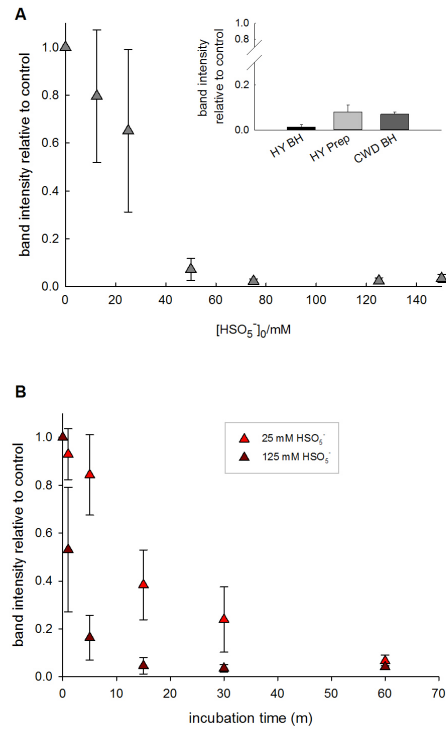 A
band intensity relative to control
1.0
0.8
0.6
0.4
0.2
0.0
0 20 40 60 80 100 120 140
[HSO₅⁻]₀/mM
band intensity
relative to control
1.0
0.8
0.2
0.0
HY BH
HY Prep
CWD BH
B
band intensity relative to control
1.0
0.8
0.6
0.4
0.2
0.0
25 mM HSO₅⁻
125 mM HSO₅⁻
0 10 20 30 40 50 60 70
incubation time (m)